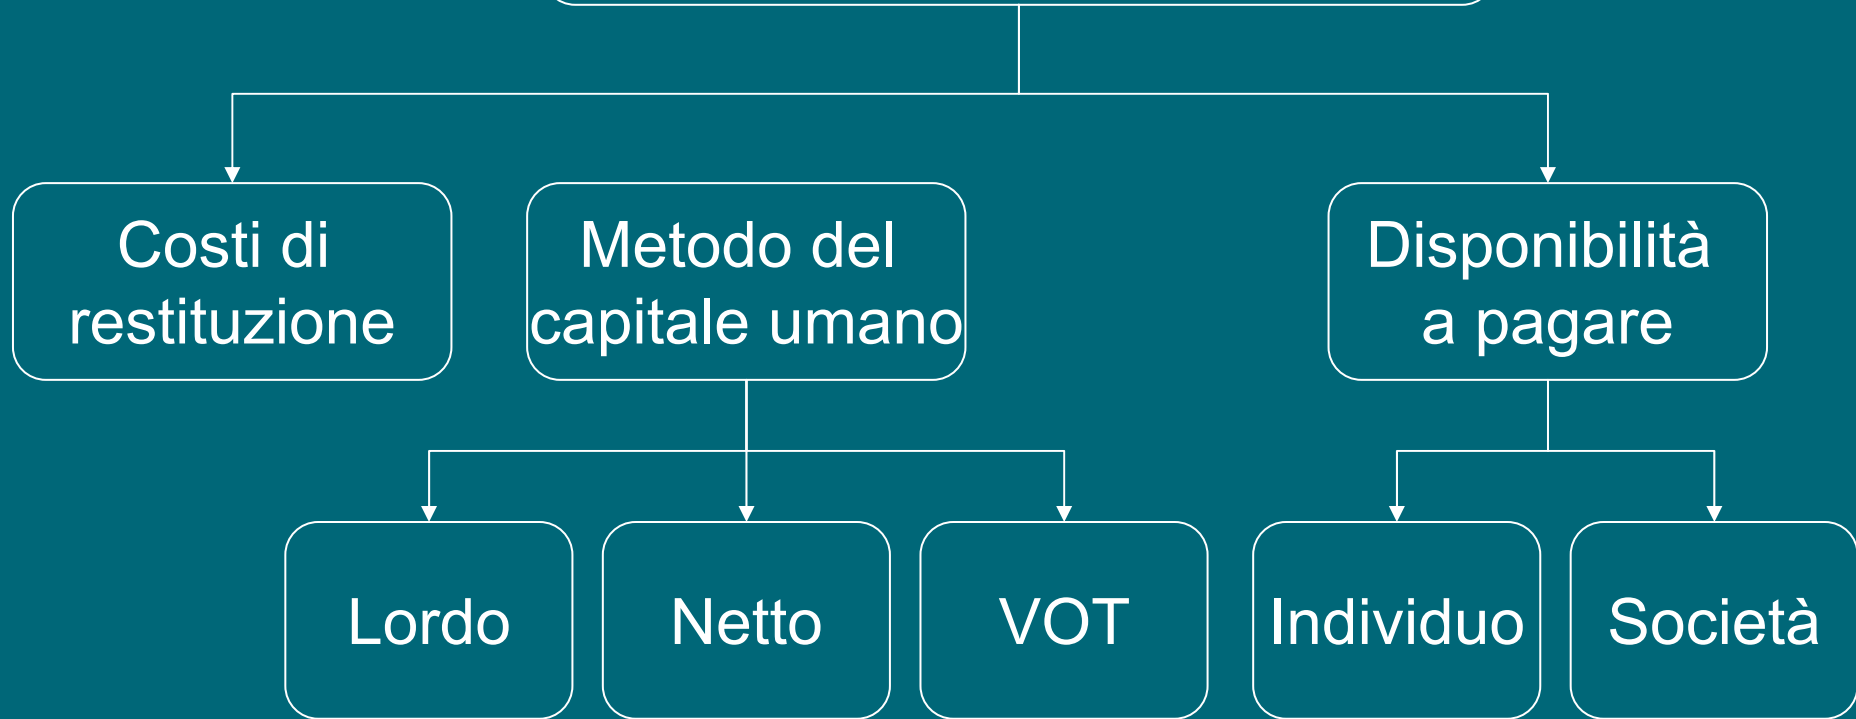 Costi di
restituzione
Metodo del
capitale umano
Disponibilità
a pagare
Lordo
Netto
VOT
Individuo
Società